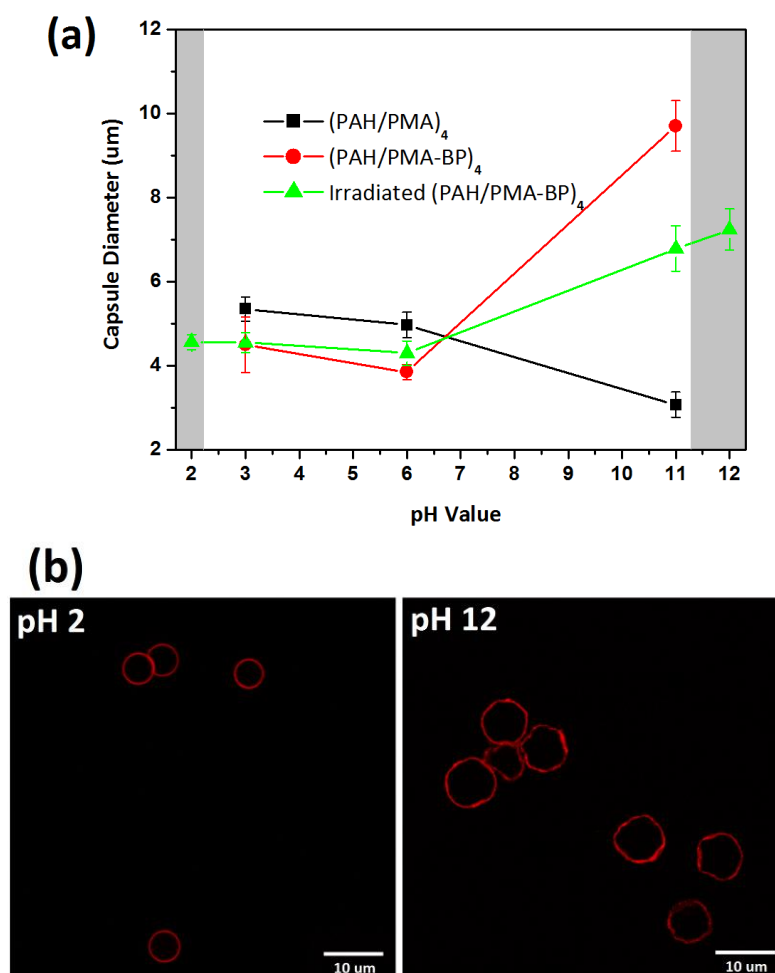 (a)
12
10
8
6
4
2
Capsule Diameter (um)
(PAH/PMA)4
(PAH/PMA-BP)4
Irradiated (PAH/PMA-BP)4
2 3 4 5 6 7 8 9 10 11 12
pH Value
(b)
pH 2
10 um
pH 12
10 um